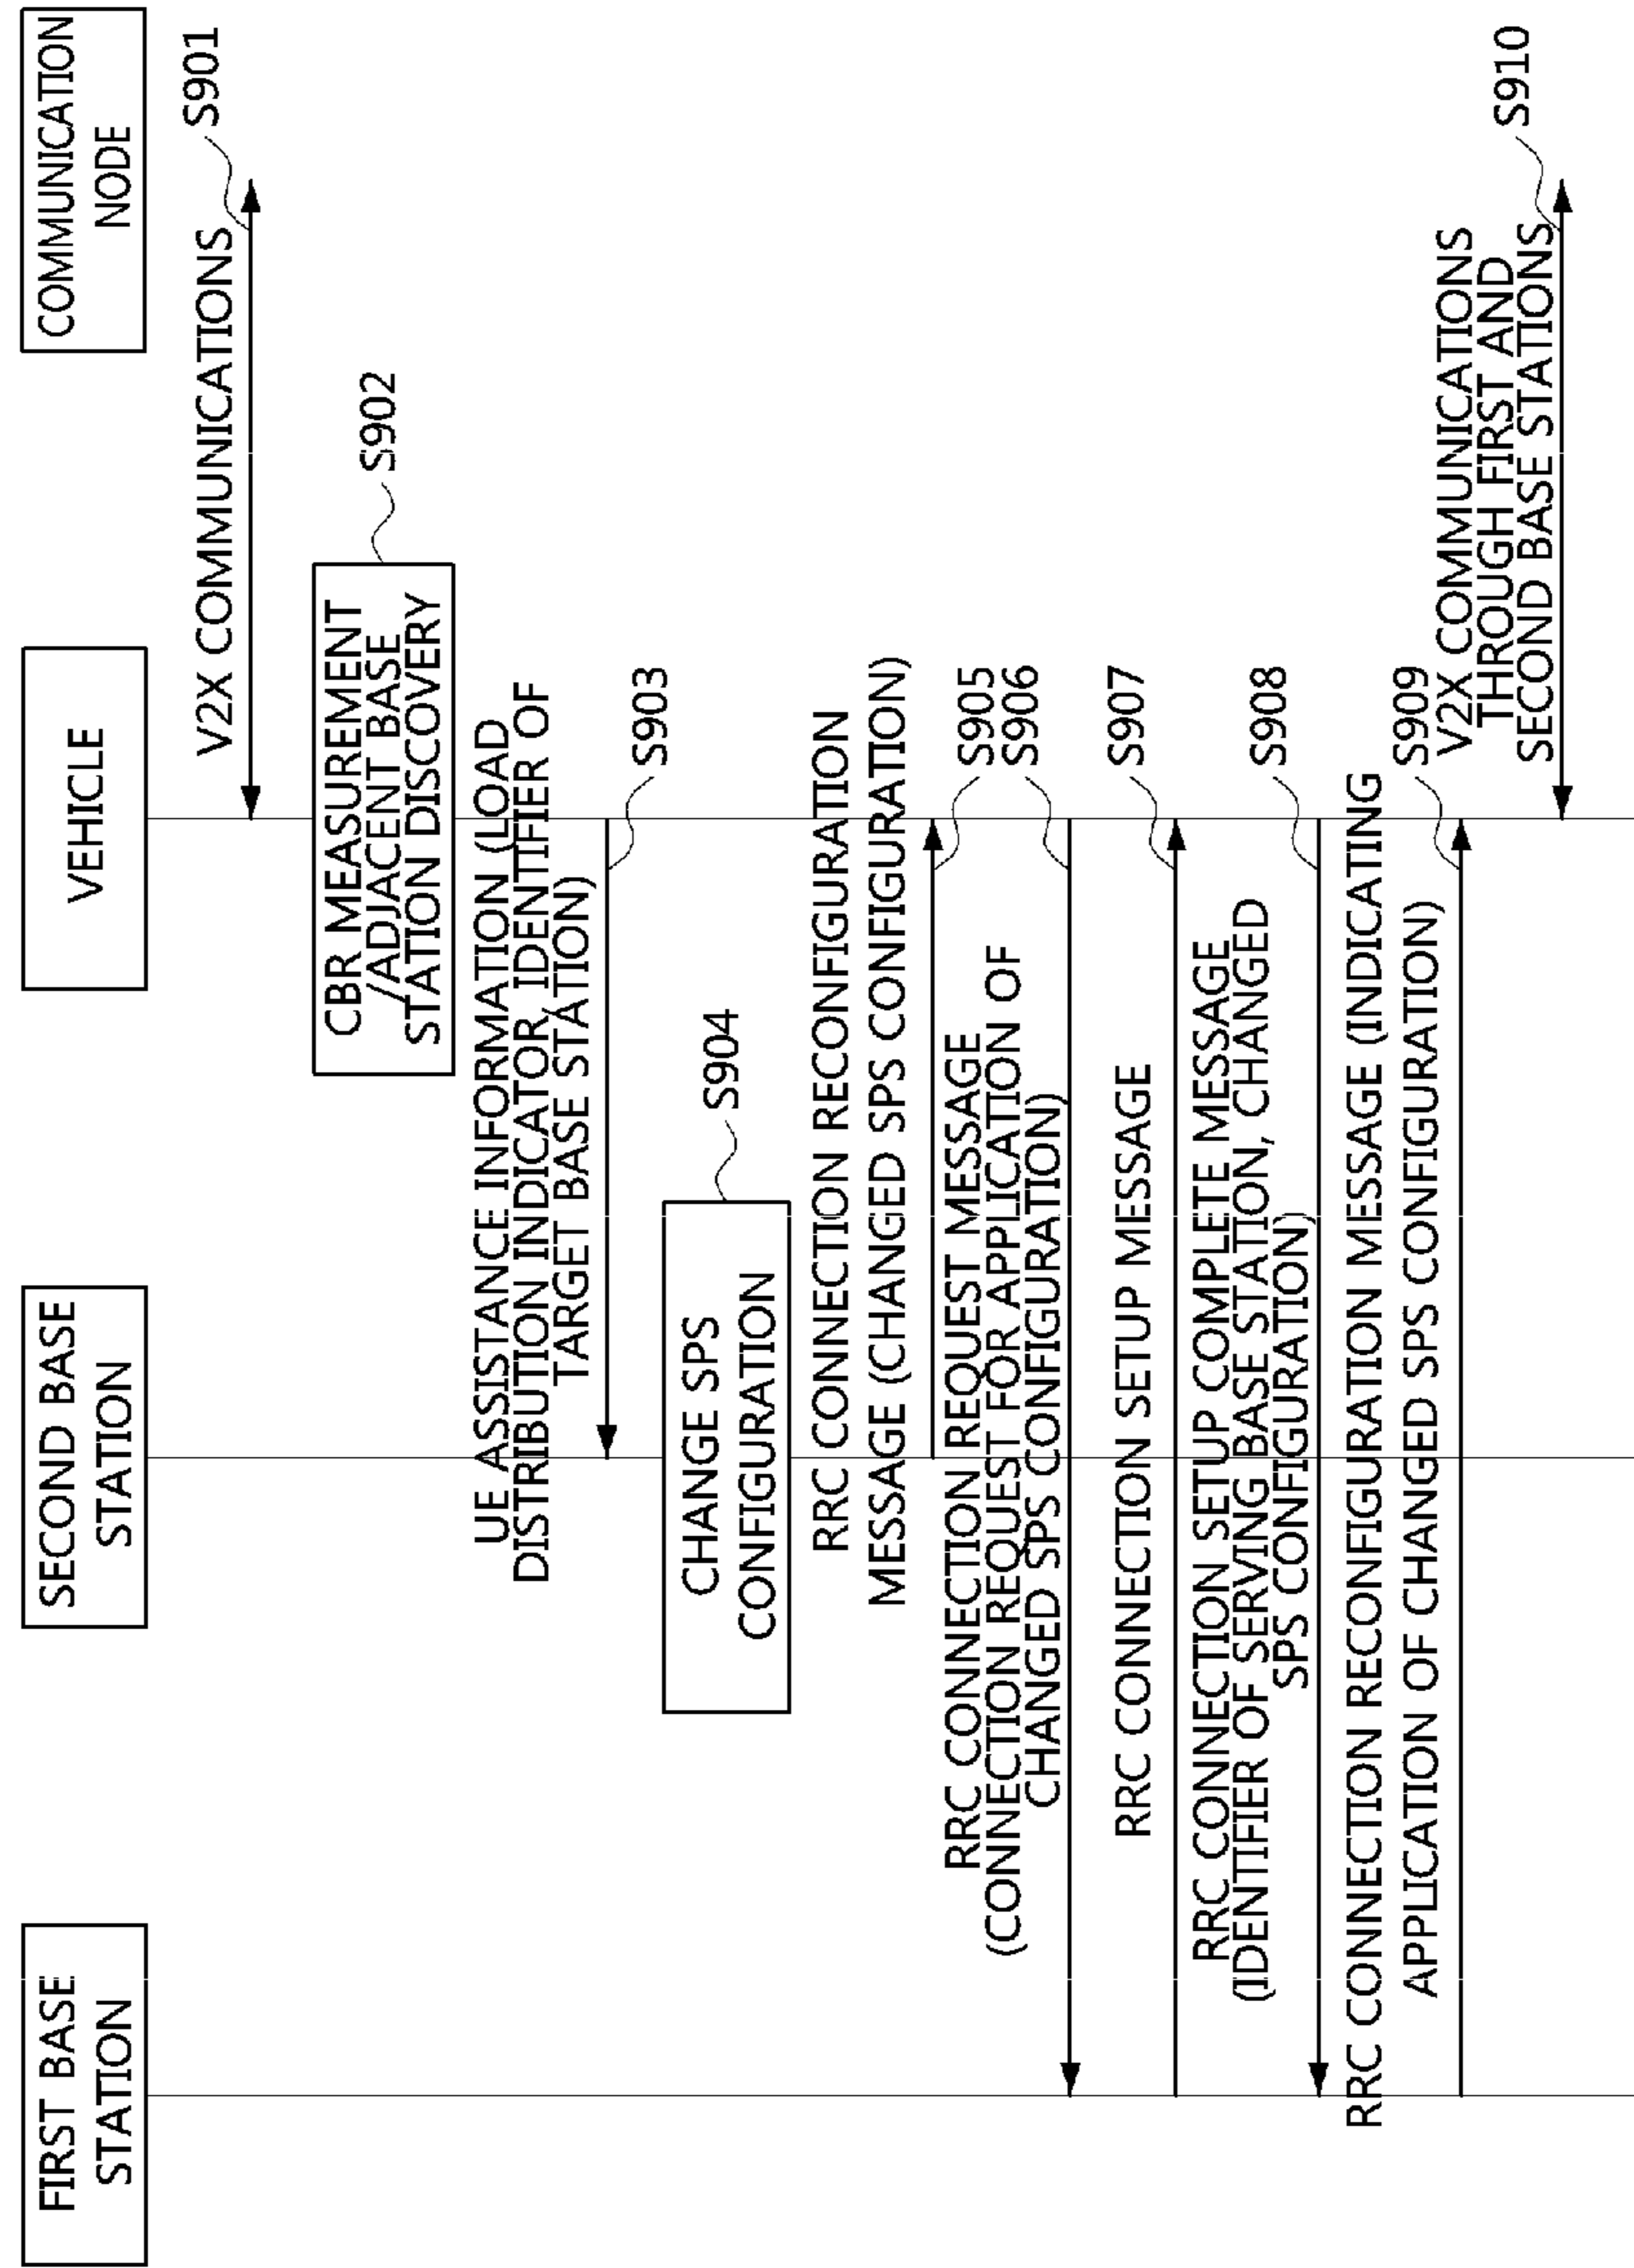 FIRST BASE
STATION
SECOND BASE
STATION
VEHICLE
COMMUNICATION
NODE
V2X COMMUNICATIONS
S901
CBR MEASUREMENT
/ADJACENT BASE
STATION DISCOVERY
S902
UE ASSISTANCE INFORMATION (LOAD
DISTRIBUTION INDICATOR, IDENTIFIER OF
TARGET BASE STATION)
S903
CHANGE SPS
CONFIGURATION
S904
RRC CONNECTION RECONFIGURATION
MESSAGE (CHANGED SPS CONFIGURATION)
S905
RRC CONNECTION REQUEST MESSAGE
(CONNECTION REQUEST FOR APPLICATION OF
CHANGED SPS CONFIGURATION)
S906
RRC CONNECTION SETUP MESSAGE
S907
RRC CONNECTION SETUP COMPLETE MESSAGE
(IDENTIFIER OF SERVING BASE STATION, CHANGED
SPS CONFIGURATION)
S908
RRC CONNECTION RECONFIGURATION MESSAGE (INDICATING
APPLICATION OF CHANGED SPS CONFIGURATION)
S909
V2X COMMUNICATIONS
THROUGH FIRST AND
SECOND BASE STATIONS
S910